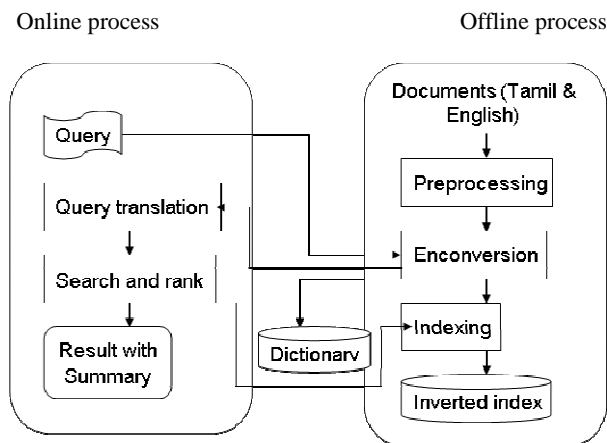 Online process
Offline process
Query
Query translation
Search and rank
Result with
Summary
Dictionary
Documents (Tamil &
English)
Preprocessing
Enconversion
Indexing
Inverted index